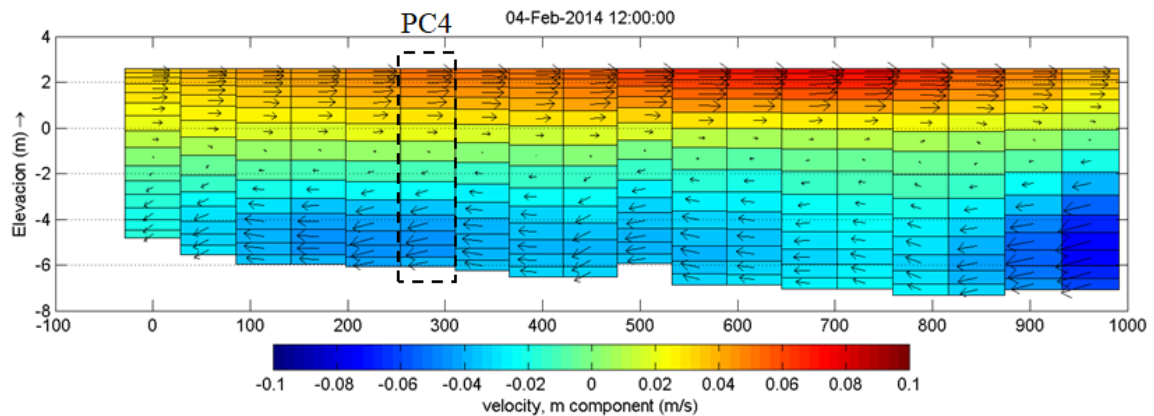 04-Feb-2014 12:00:00
PC4
4
2
0
-2
-4
-6
-8
Elevacion (m) →
-100 0 100 200 300 400 500 600 700 800 900 1000
-0.1 -0.08 -0.06 -0.04 -0.02 0 0.02 0.04 0.06 0.08 0.1
velocity, m component (m/s)